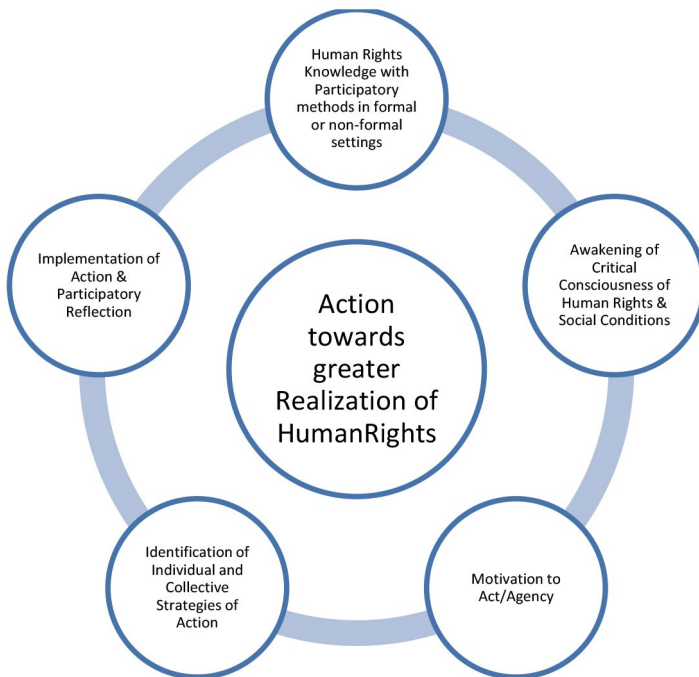 Human Rights
Knowledge with
Participatory
methods in formal
or non-formal
settings
Awakening of
Critical
Consciousness of
Human Rights &
Social Conditions
Motivation to
Act/Agency
Identification of
Individual and
Collective
Strategies of
Action
Implementation of
Action &
Participatory
Reflection
Action
towards
greater
Realization of
HumanRights